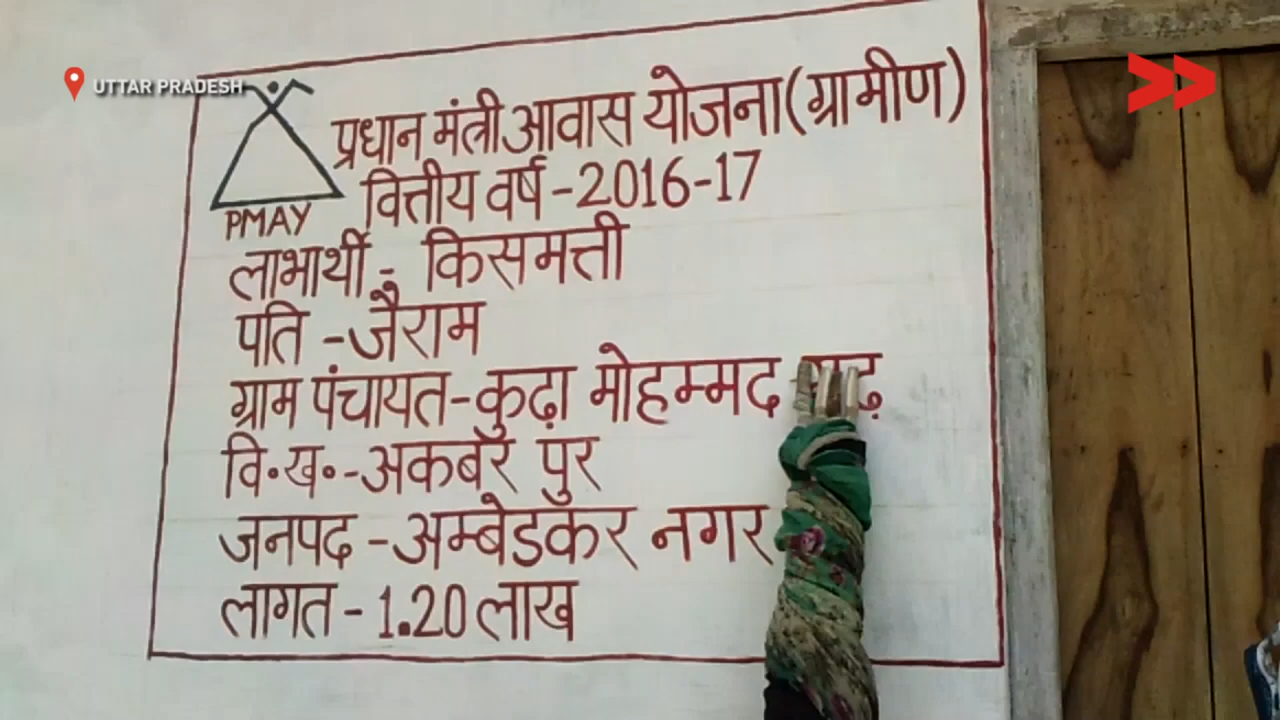 UTTAR PRADESH
प्रधान मंत्री आवास योजना (ग्रामीण)
PMAY वित्तीय वर्ष -2016-17
लाभार्थी - किसमत्ती
पति -जैराम
ग्राम पंचायत-कुढ़ा मोहम्मद
वि॰ख॰-अकबर पुर
जनपद -अम्बेडकर नगर
लागत - 1.20 लाख